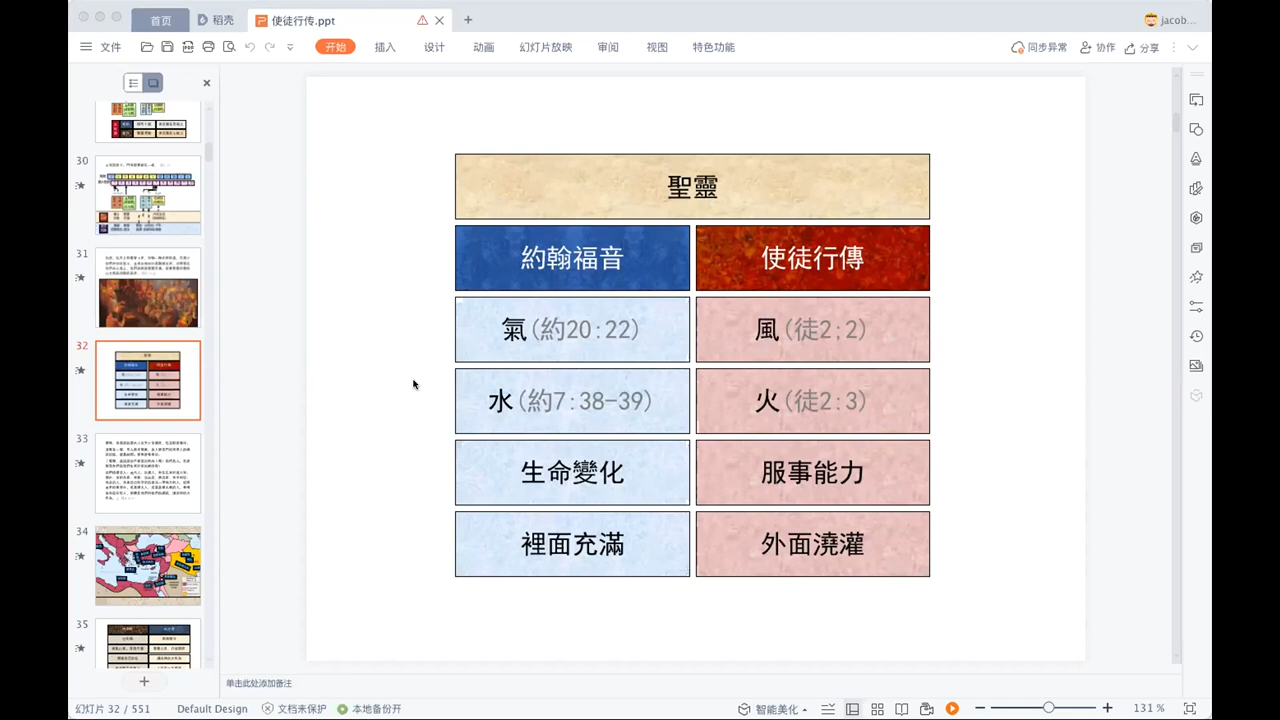 首页
稻壳
使徒行传.ppt
jacob...
文件
开始
插入
设计
动画
幻灯片放映
审阅
视图
特色功能
同步异常
协作
分享
30
31
32
33
34
35
聖靈
約翰福音
使徒行傳
氣(約20:22)
風(徒2;2)
水(約7:38-39)
火(徒2:3)
生命變化
服事能力
裡面充滿
外面澆灌
单击此处添加备注
幻灯片 32 / 551
Default Design
文档未保护
本地备份开
智能美化
131 %